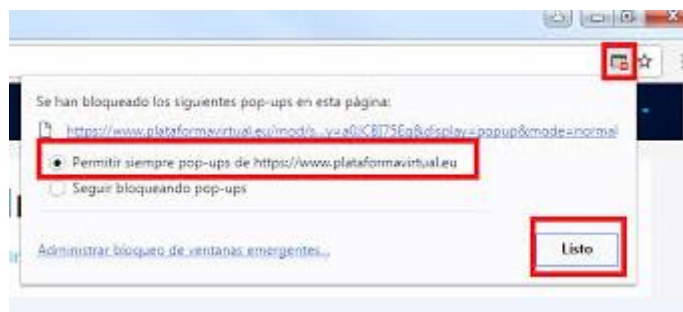 Se han bloqueado los siguientes pop-ups en esta página:
https://www.plataformavirtual.eu/mod/s...y=a0JC8I75Eq&display=popup&mode=normal
Permitir siempre pop-ups de https://www.plataformavirtual.eu
Seguir bloqueando pop-ups
Administrar bloqueo de ventanas emergentes...
Listo